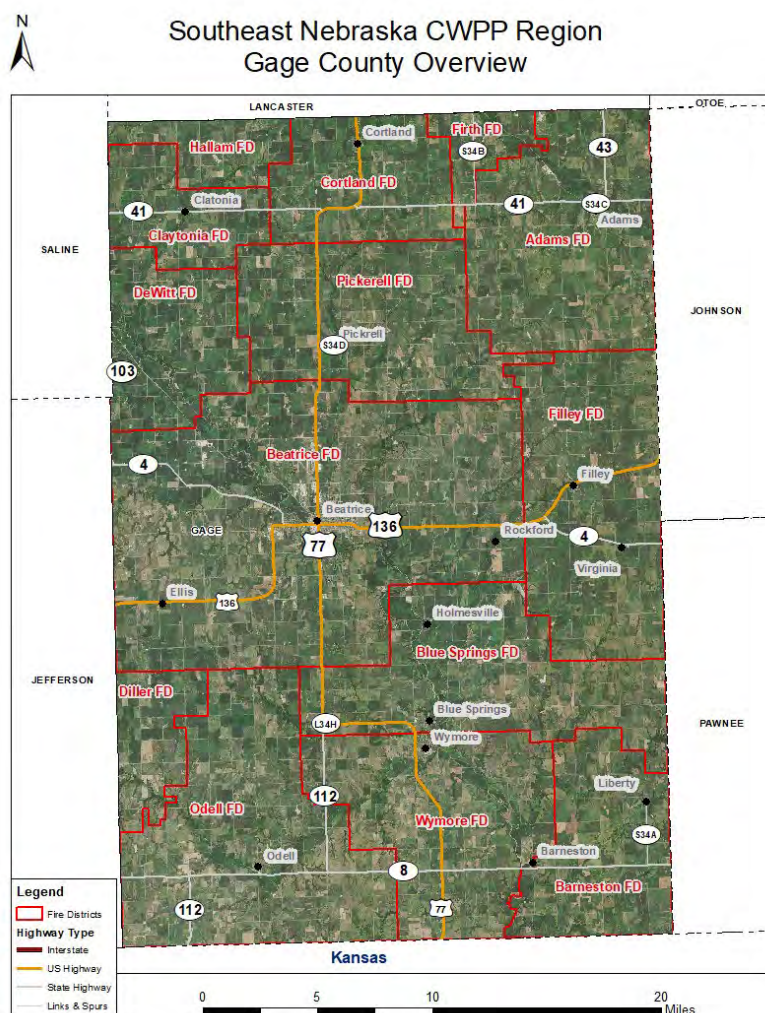 N
Southeast Nebraska CWPP Region
Gage County Overview
LANCASTER
OTOE
Hallam FD
Cortland
Firth FD
S34B
43
Cortland FD
41
Clatonia
41
S34C
Adams
Claytonia FD
Adams FD
SALINE
DeWitt FD
Pickerell FD
JOHNSON
S34D
Pickrell
103
Filley FD
Beatrice FD
4
Filley
Beatrice
136
GAGE
77
Rockford
4
Virginia
Ellis
136
Holmesville
Blue Springs FD
JEFFERSON
Diller FD
Blue Springs
L34H
PAWNEE
Wymore
112
Liberty
Odell FD
Wymore FD
S34A
Odell
Barneston
8
Barneston FD
112
77
Legend
Fire Districts
Highway Type
Interstate
US Highway
State Highway
Links & Spurs
Kansas
0 5 10 20
Miles